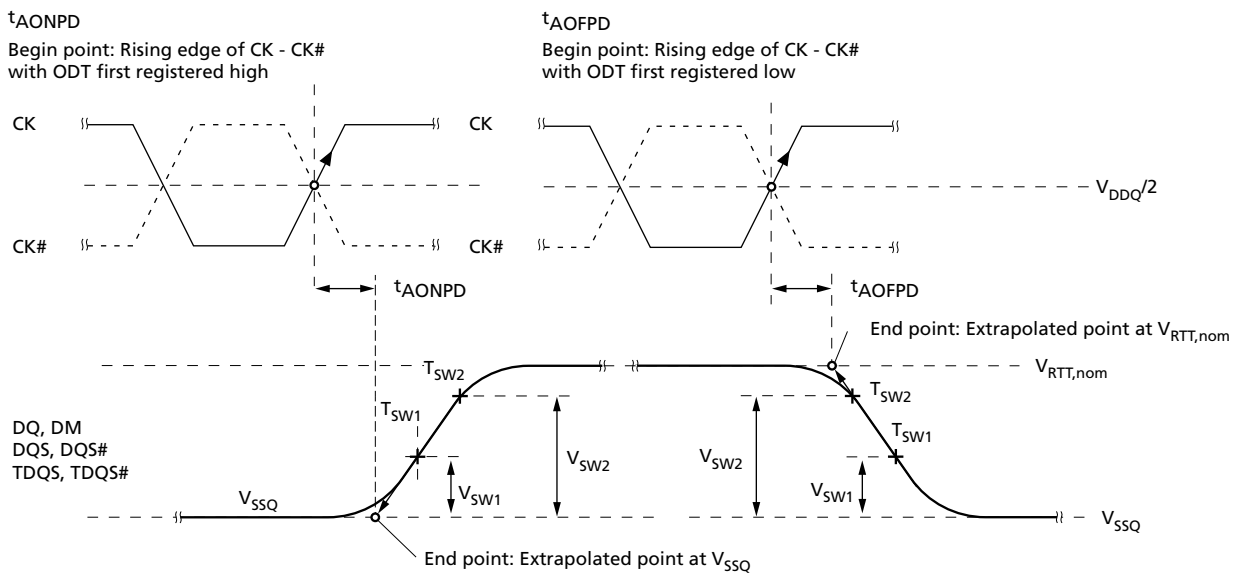 tAONPD
Begin point: Rising edge of CK - CK#
with ODT first registered high
tAOFPD
Begin point: Rising edge of CK - CK#
with ODT first registered low
CK
CK
VDDQ/2
CK#
CK#
tAONPD
tAOFPD
End point: Extrapolated point at VRTT,nom
VRTT,nom
TSW2
TSW2
TSW1
TSW1
DQ, DM
DQS, DQS#
TDQS, TDQS#
VSW2
VSW2
VSW1
VSW1
VSSQ
VSSQ
End point: Extrapolated point at VSSQ